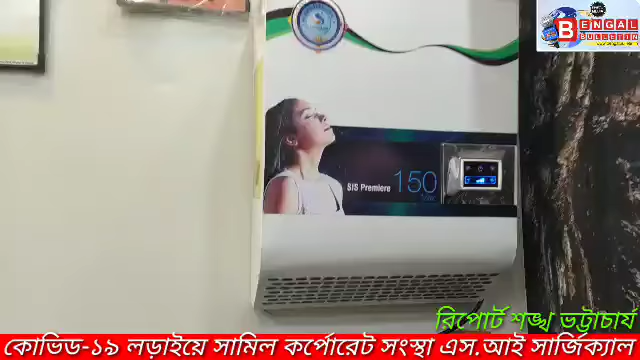 BENGAL
BULLETIN
SIS Premiere 150
রিপোর্ট শঙ্খ ভট্টাচার্য
কোভিড-১৯ লড়াইয়ে সামিল কর্পোরেট সংস্থা এস.আই সার্জিক্যাল